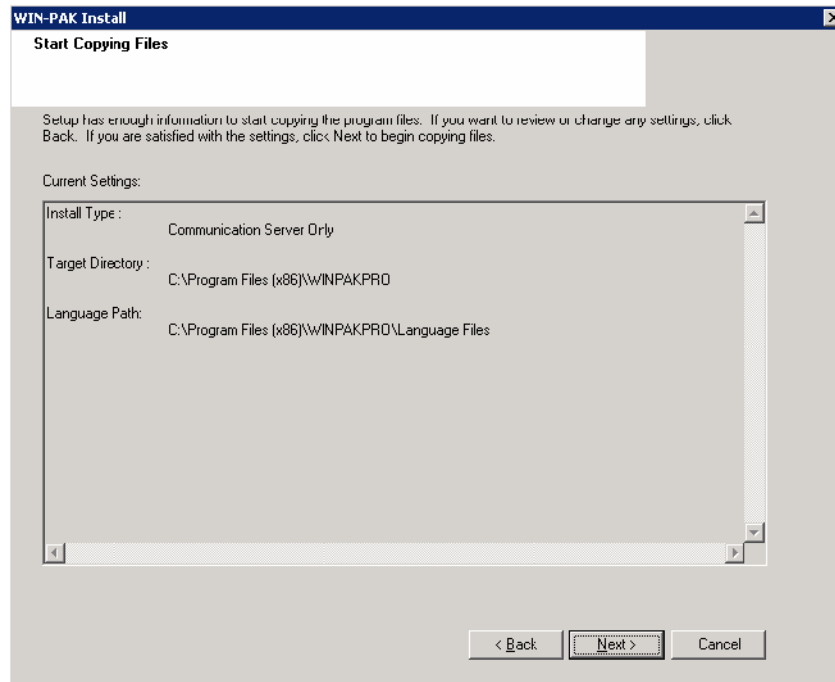 WIN-PAK Install
Start Copying Files
Setup has enough information to start copying the program files. If you want to review or change any settings, click
Back. If you are satisfied with the settings, click Next to begin copying files.
Current Settings:
Install Type :
Communication Server Only
Target Directory :
C:\Program Files (x86)\WINPAKPRO
Language Path:
C:\Program Files (x86)\WINPAKPRO\Language Files
< Back
Next >
Cancel